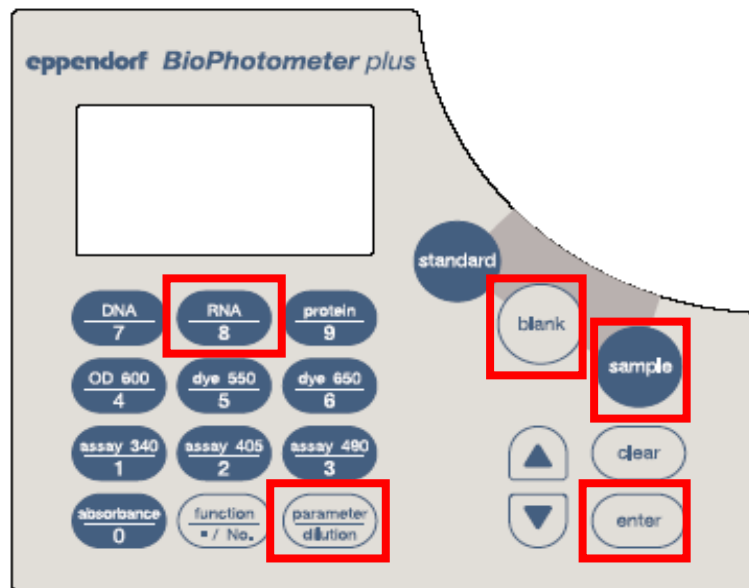 eppendorf BioPhotometer plus
standard
blank
sample
DNA
7
RNA
8
protein
9
OD 600
4
dye 550
5
dye 650
6
assay 340
1
assay 405
2
assay 490
3
absorbance
0
function
▪ / No.
parameter
dilution
clear
enter